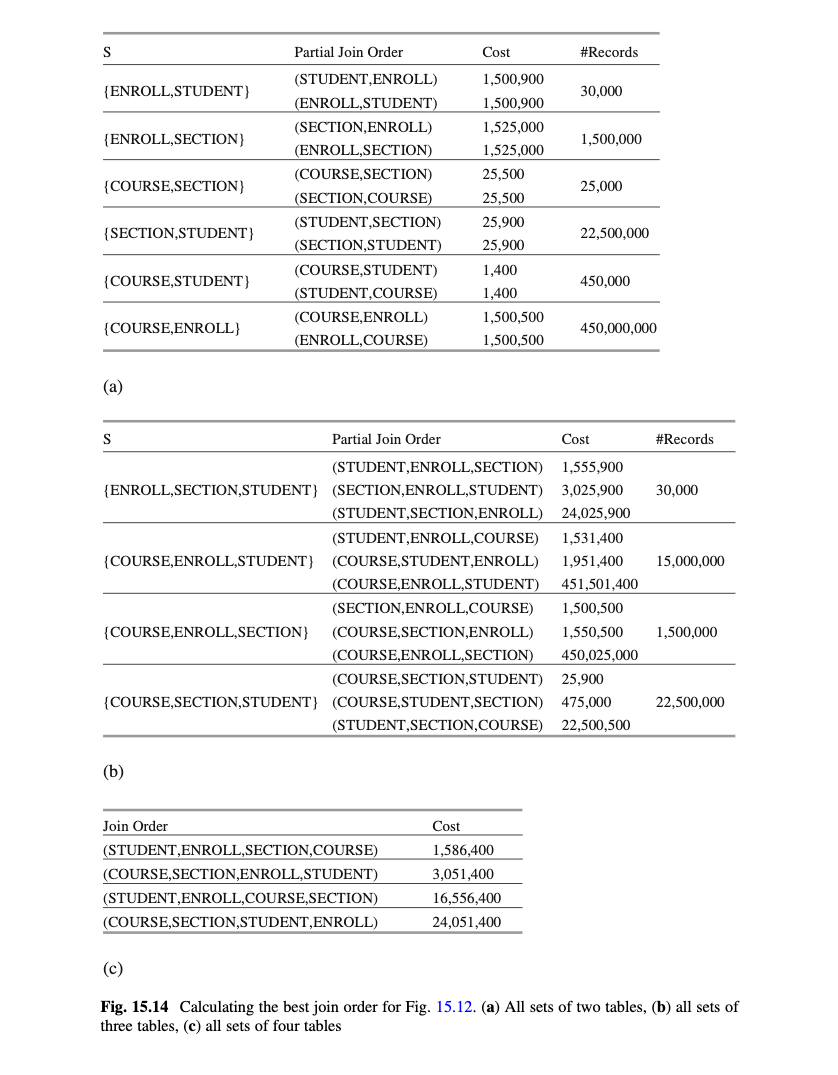 S Partial Join Order Cost #Records
{ENROLL,STUDENT} (STUDENT,ENROLL) 1,500,900 30,000
(ENROLL,STUDENT) 1,500,900
{ENROLL,SECTION} (SECTION,ENROLL) 1,525,000 1,500,000
(ENROLL,SECTION) 1,525,000
{COURSE,SECTION} (COURSE,SECTION) 25,500 25,000
(SECTION,COURSE) 25,500
{SECTION,STUDENT} (STUDENT,SECTION) 25,900 22,500,000
(SECTION,STUDENT) 25,900
{COURSE,STUDENT} (COURSE,STUDENT) 1,400 450,000
(STUDENT,COURSE) 1,400
{COURSE,ENROLL} (COURSE,ENROLL) 1,500,500 450,000,000
(ENROLL,COURSE) 1,500,500
(a)
S Partial Join Order Cost #Records
(STUDENT,ENROLL,SECTION) 1,555,900
{ENROLL,SECTION,STUDENT} (SECTION,ENROLL,STUDENT) 3,025,900 30,000
(STUDENT,SECTION,ENROLL) 24,025,900
(STUDENT,ENROLL,COURSE) 1,531,400
{COURSE,ENROLL,STUDENT} (COURSE,STUDENT,ENROLL) 1,951,400 15,000,000
(COURSE,ENROLL,STUDENT) 451,501,400
(SECTION,ENROLL,COURSE) 1,500,500
{COURSE,ENROLL,SECTION} (COURSE,SECTION,ENROLL) 1,550,500 1,500,000
(COURSE,ENROLL,SECTION) 450,025,000
(COURSE,SECTION,STUDENT) 25,900
{COURSE,SECTION,STUDENT} (COURSE,STUDENT,SECTION) 475,000 22,500,000
(STUDENT,SECTION,COURSE) 22,500,500
(b)
Join Order Cost
(STUDENT,ENROLL,SECTION,COURSE) 1,586,400
(COURSE,SECTION,ENROLL,STUDENT) 3,051,400
(STUDENT,ENROLL,COURSE,SECTION) 16,556,400
(COURSE,SECTION,STUDENT,ENROLL) 24,051,400
(c)
Fig. 15.14 Calculating the best join order for Fig. 15.12. (a) All sets of two tables, (b) all sets of
three tables, (c) all sets of four tables